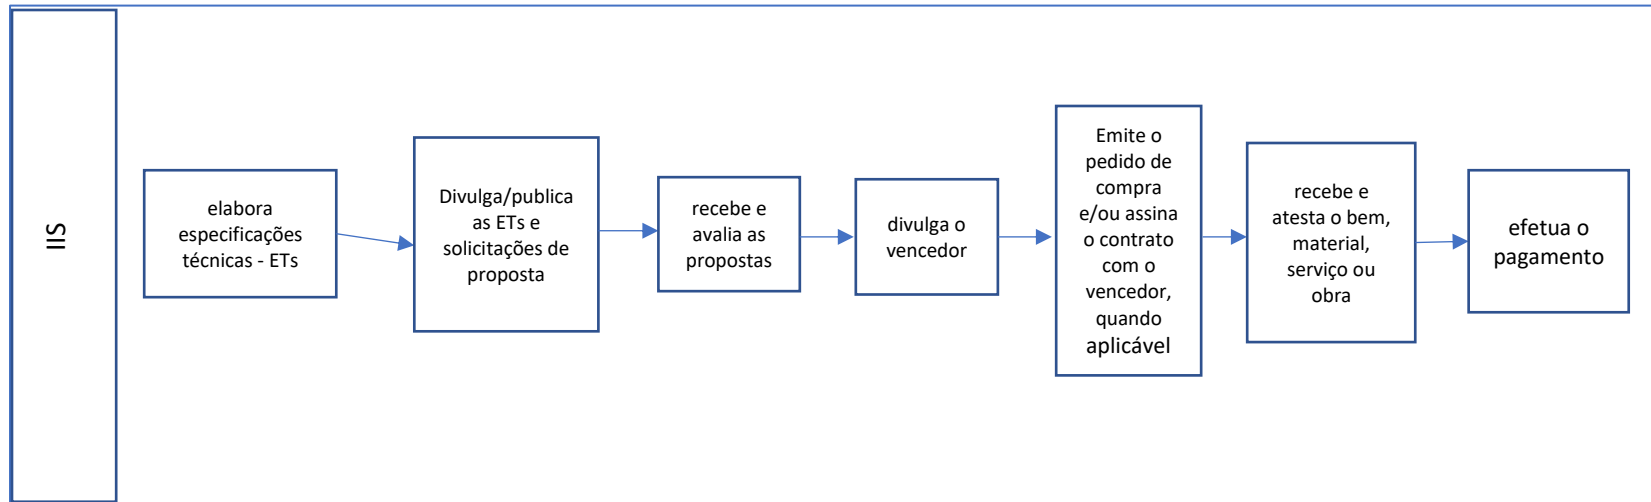 IIS
elabora
especificações
técnicas - ETs
Divulga/publica
as ETs e
solicitações de
proposta
recebe e
avalia as
propostas
divulga o
vencedor
Emite o
pedido de
compra
e/ou assina
o contrato
com o
vencedor,
quando
aplicável
recebe e
atesta o bem,
material,
serviço ou
obra
efetua o
pagamento